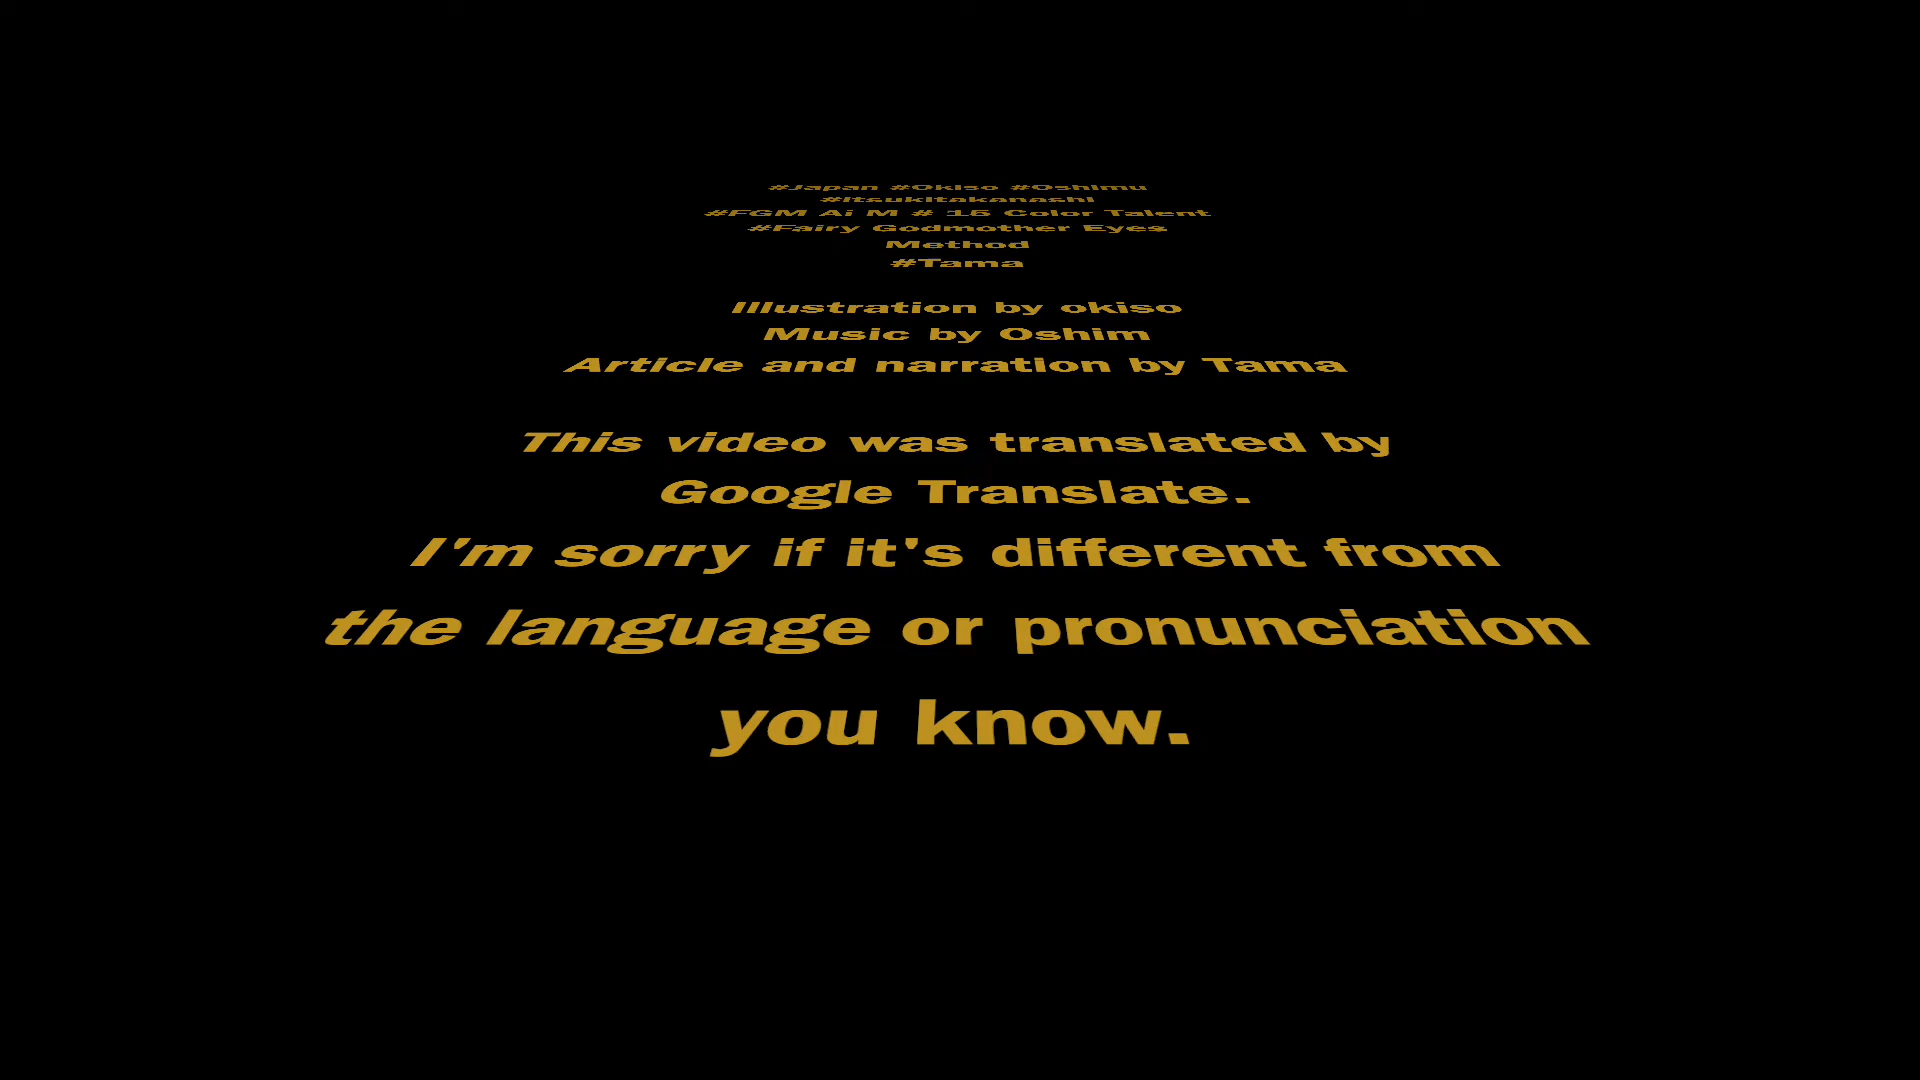 #Japan #Okiso #Oshimu
#Itsukitakanashi
#FGM Ai M # 15 Color Talent
#Fairy Godmother Eyes
Method
#Tama
Illustration by okiso
Music by Oshim
Article and narration by Tama
This video was translated by
Google Translate.
I'm sorry if it's different from
the language or pronunciation
you know.